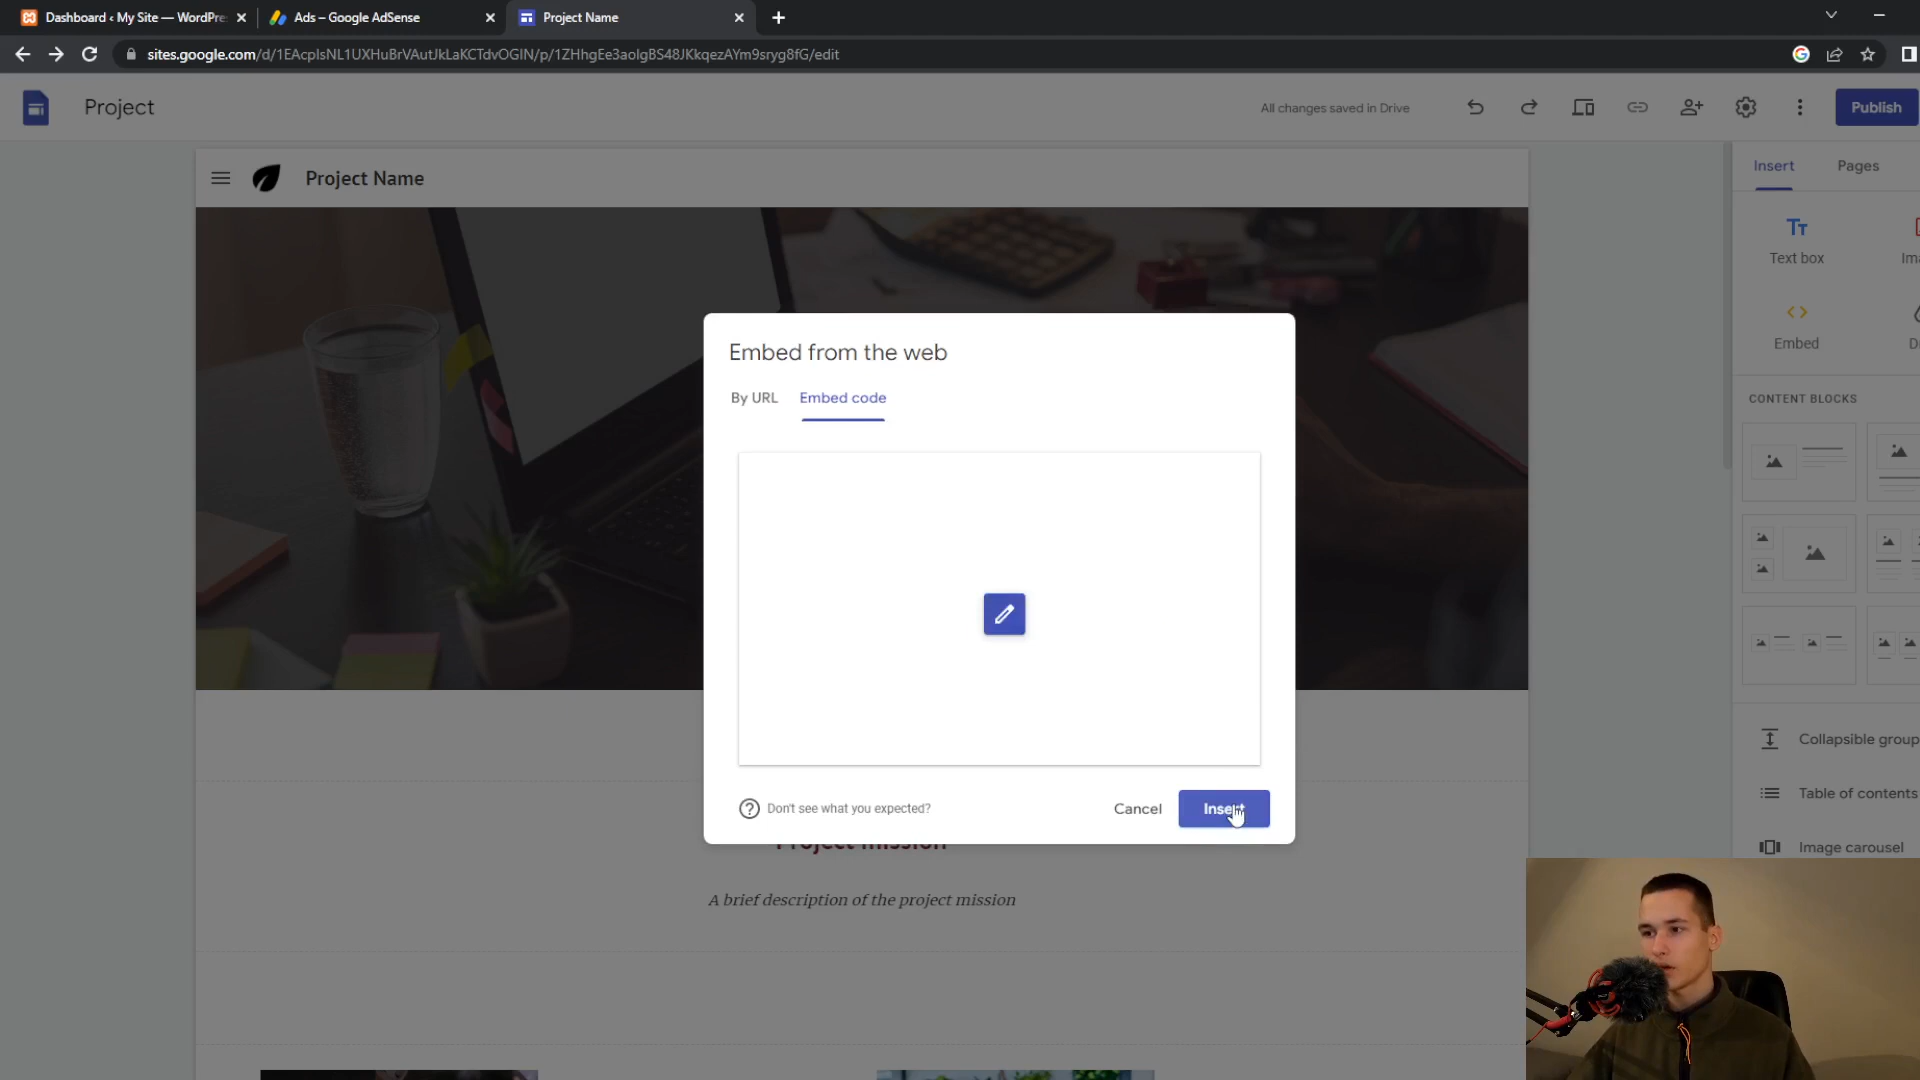 Dashboard ‹ My Site — WordPre
Ads – Google AdSense
Project Name
sites.google.com/d/1EAcpIsNL1UXHuBrVAutJkLaKCTdvOGIN/p/1ZHhgEe3aolgBS48JKkqezAYm9sryg8fG/edit
Project
All changes saved in Drive
Publish
Project Name
Insert
Pages
Text box
Ima
Embed
D
CONTENT BLOCKS
Embed from the web
By URL
Embed code
Don't see what you expected?
Cancel
Insert
Collapsible group
Table of contents
Image carousel
Project mission
A brief description of the project mission